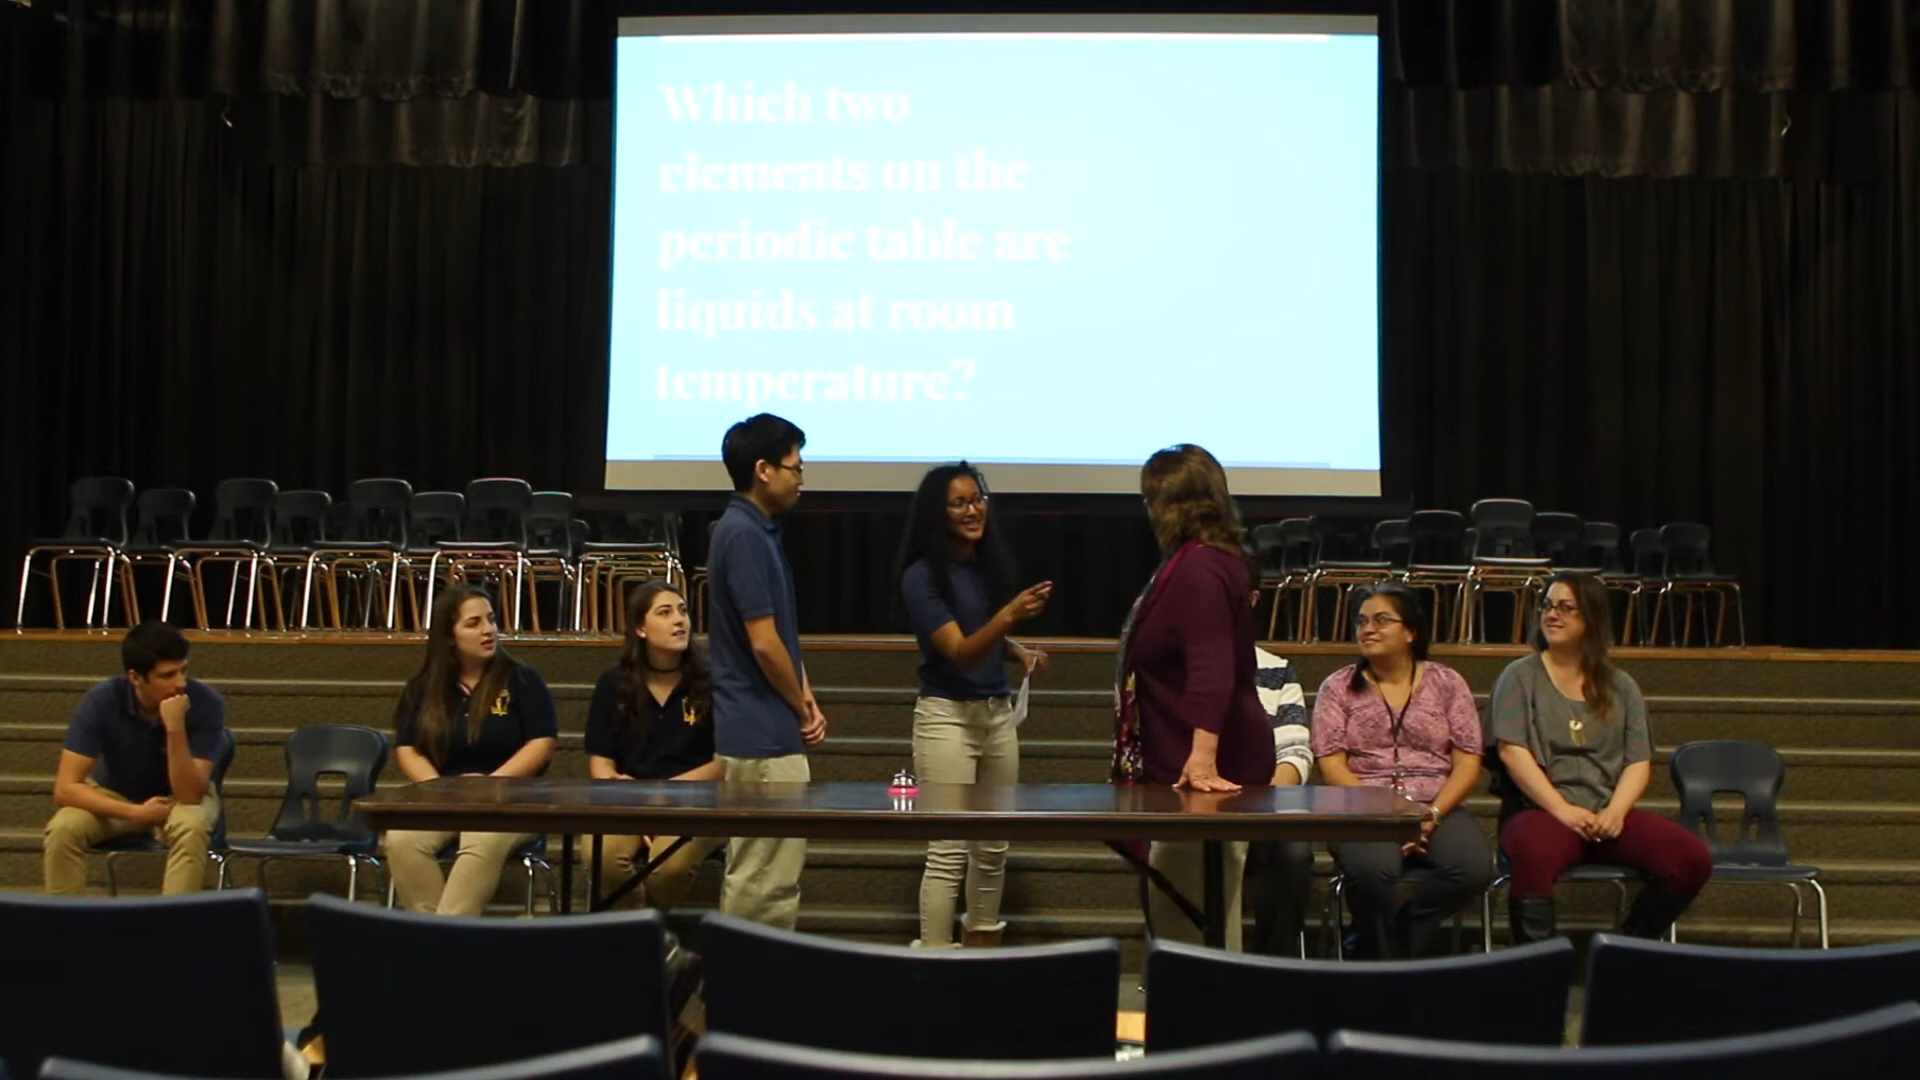 Which two
elements on the
periodic table are
liquids at room
temperature?